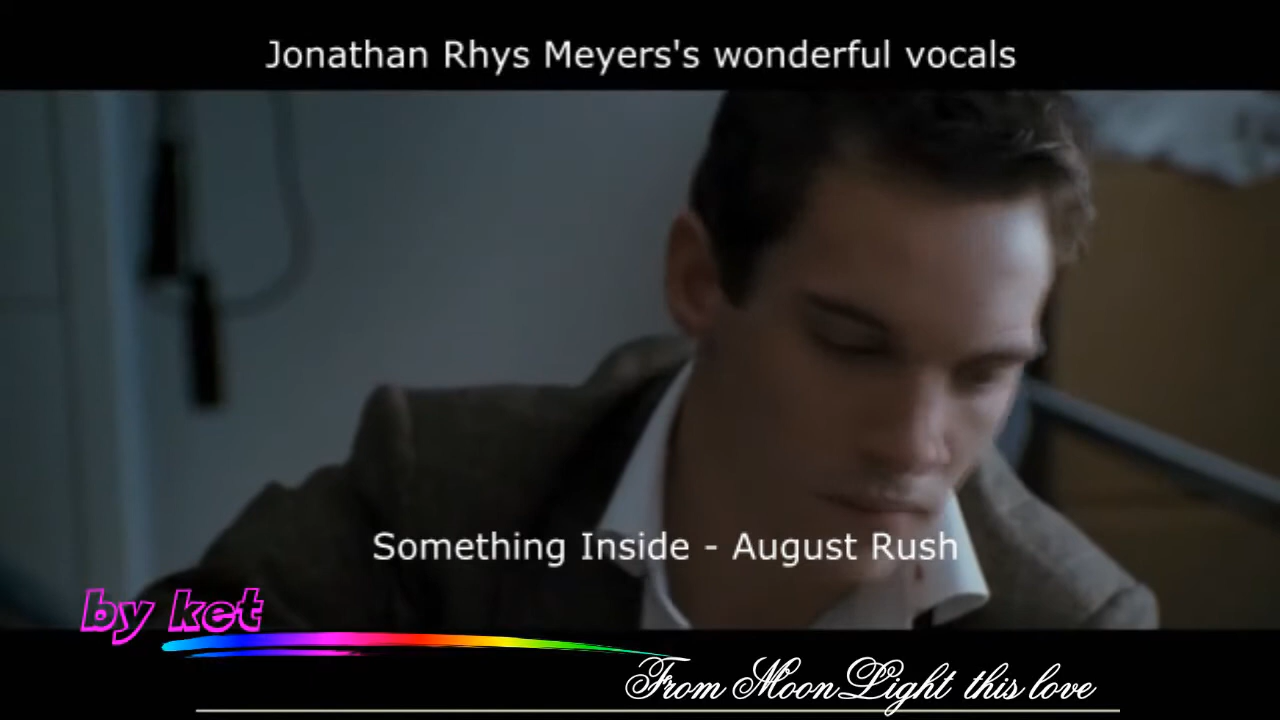 Jonathan Rhys Meyers's wonderful vocals
Something Inside - August Rush
by ket
From MoonLight this love